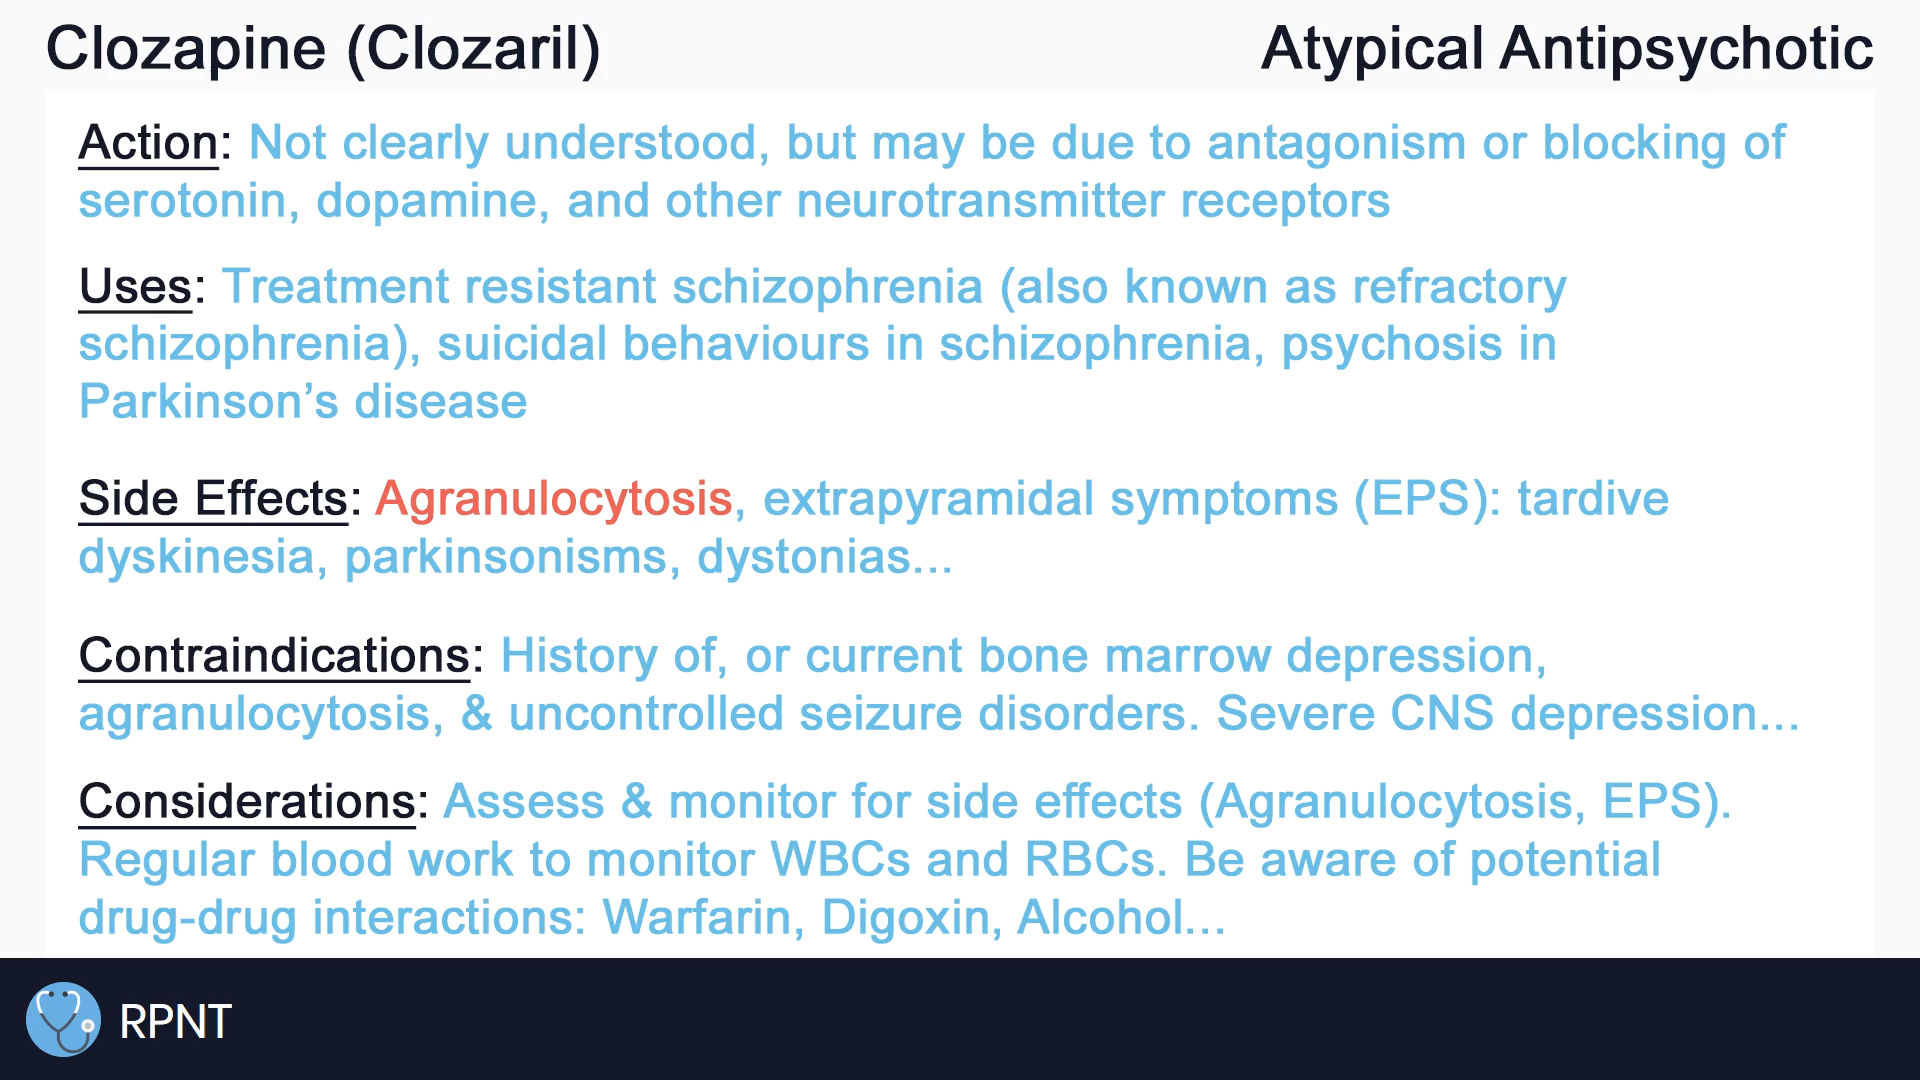 Clozapine (Clozaril)
Atypical Antipsychotic
Action: Not clearly understood, but may be due to antagonism or blocking of
serotonin, dopamine, and other neurotransmitter receptors
Uses: Treatment resistant schizophrenia (also known as refractory
schizophrenia), suicidal behaviours in schizophrenia, psychosis in
Parkinson’s disease
Side Effects: Agranulocytosis, extrapyramidal symptoms (EPS): tardive
dyskinesia, parkinsonisms, dystonias...
Contraindications: History of, or current bone marrow depression,
agranulocytosis, & uncontrolled seizure disorders. Severe CNS depression...
Considerations: Assess & monitor for side effects (Agranulocytosis, EPS).
Regular blood work to monitor WBCs and RBCs. Be aware of potential
drug-drug interactions: Warfarin, Digoxin, Alcohol...
RPNT